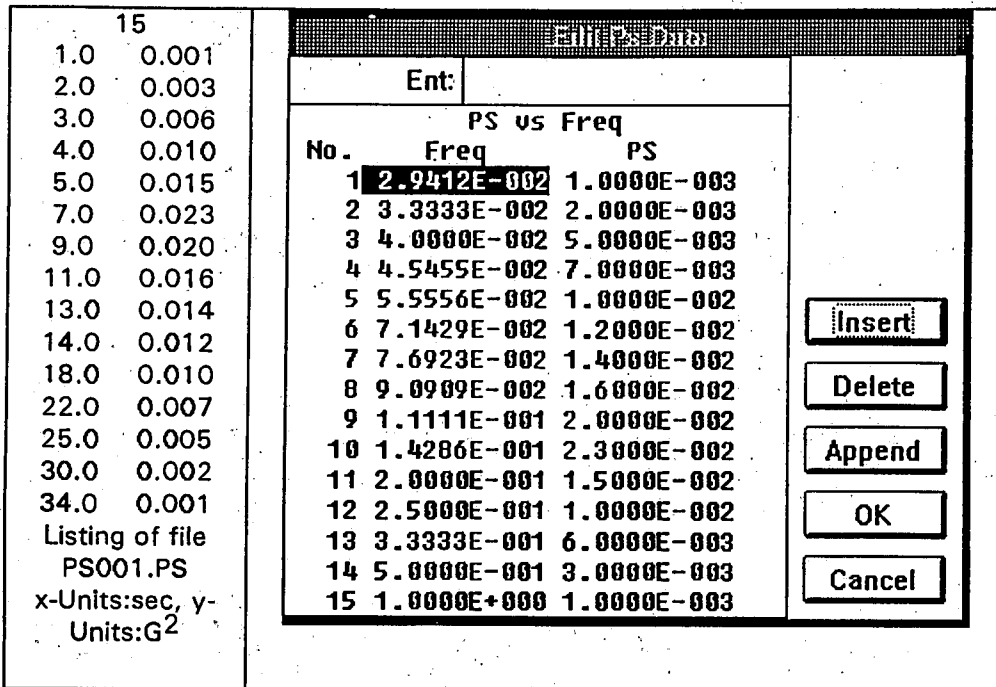 15
1.0 0.001
2.0 0.003
3.0 0.006
4.0 0.010
5.0 0.015
7.0 0.023
9.0 0.020
11.0 0.016
13.0 0.014
14.0 0.012
18.0 0.010
22.0 0.007
25.0 0.005
30.0 0.002
34.0 0.001
Listing of file
PS001.PS
x-Units:sec, y-
Units:G2
Edit Ps Data
Ent:
PS vs Freq
No. Freq PS
1 2.9412E-002 1.0000E-003
2 3.3333E-002 2.0000E-003
3 4.0000E-002 5.0000E-003
4 4.5455E-002 7.0000E-003
5 5.5556E-002 1.0000E-002
6 7.1429E-002 1.2000E-002
7 7.6923E-002 1.4000E-002
8 9.0909E-002 1.6000E-002
9 1.1111E-001 2.0000E-002
10 1.4286E-001 2.3000E-002
11 2.0000E-001 1.5000E-002
12 2.5000E-001 1.0000E-002
13 3.3333E-001 6.0000E-003
14 5.0000E-001 3.0000E-003
15 1.0000E+000 1.0000E-003
Insert
Delete
Append
OK
Cancel